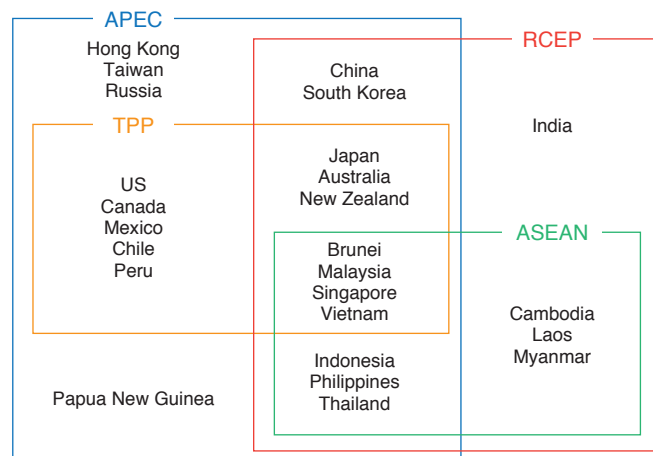 APEC
Hong Kong
Taiwan
Russia
RCEP
China
South Korea
India
TPP
US
Canada
Mexico
Chile
Peru
Japan
Australia
New Zealand
ASEAN
Brunei
Malaysia
Singapore
Vietnam
Cambodia
Laos
Myanmar
Indonesia
Philippines
Thailand
Papua New Guinea